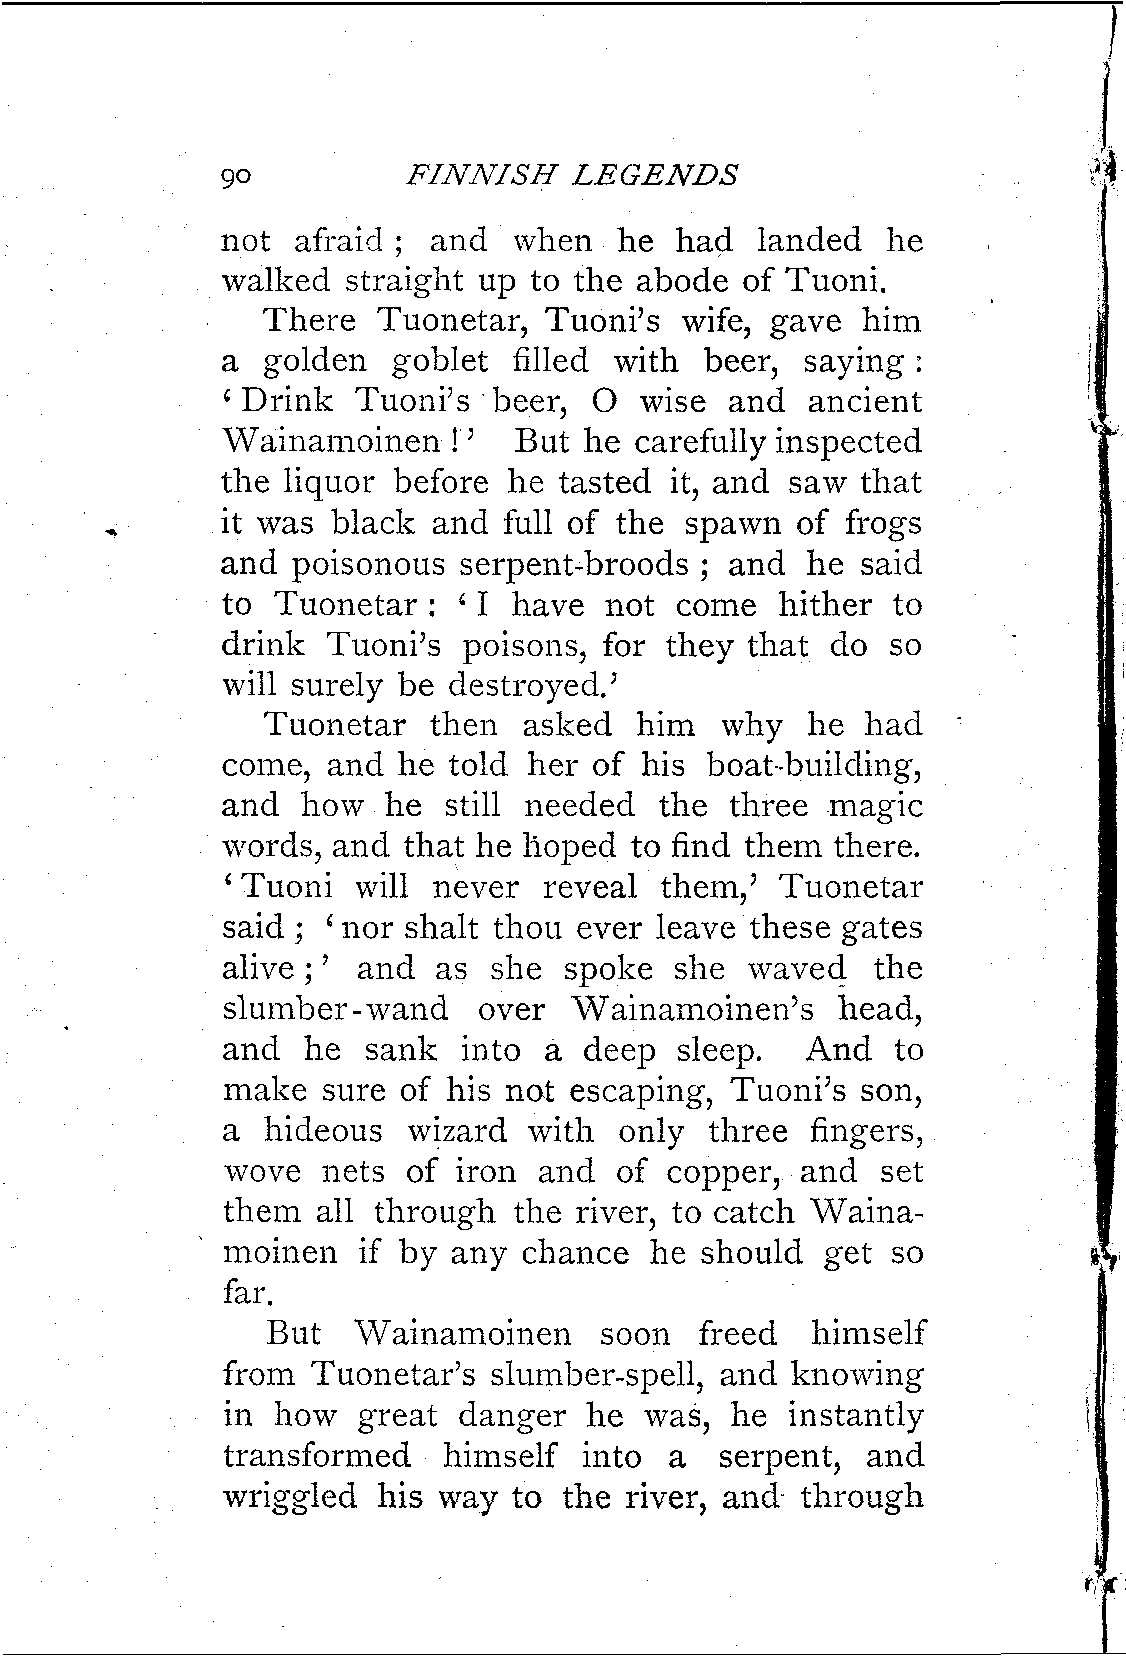 90 FINNISH LEGENDS
not afraid ; and when he had landed he
walked straight up to the abode of Tuoni.
There Tuonetar, Tuoni's wife, gave him
a golden goblet filled with beer, saying :
‘ Drink Tuoni's beer, O wise and ancient
Wainamoinen ! ’ But he carefully inspected
the liquor before he tasted it, and saw that
it was black and full of the spawn of frogs
and poisonous serpent-broods ; and he said
to Tuonetar : ‘ I have not come hither to
drink Tuoni's poisons, for they that do so
will surely be destroyed.’
Tuonetar then asked him why he had
come, and he told her of his boat-building,
and how he still needed the three magic
words, and that he hoped to find them there.
‘ Tuoni will never reveal them,’ Tuonetar
said ; ‘ nor shalt thou ever leave these gates
alive ; ’ and as she spoke she waved the
slumber-wand over Wainamoinen's head,
and he sank into a deep sleep. And to
make sure of his not escaping, Tuoni's son,
a hideous wizard with only three fingers,
wove nets of iron and of copper, and set
them all through the river, to catch Waina-
moinen if by any chance he should get so
far.
But Wainamoinen soon freed himself
from Tuonetar's slumber-spell, and knowing
in how great danger he was, he instantly
transformed himself into a serpent, and
wriggled his way to the river, and through